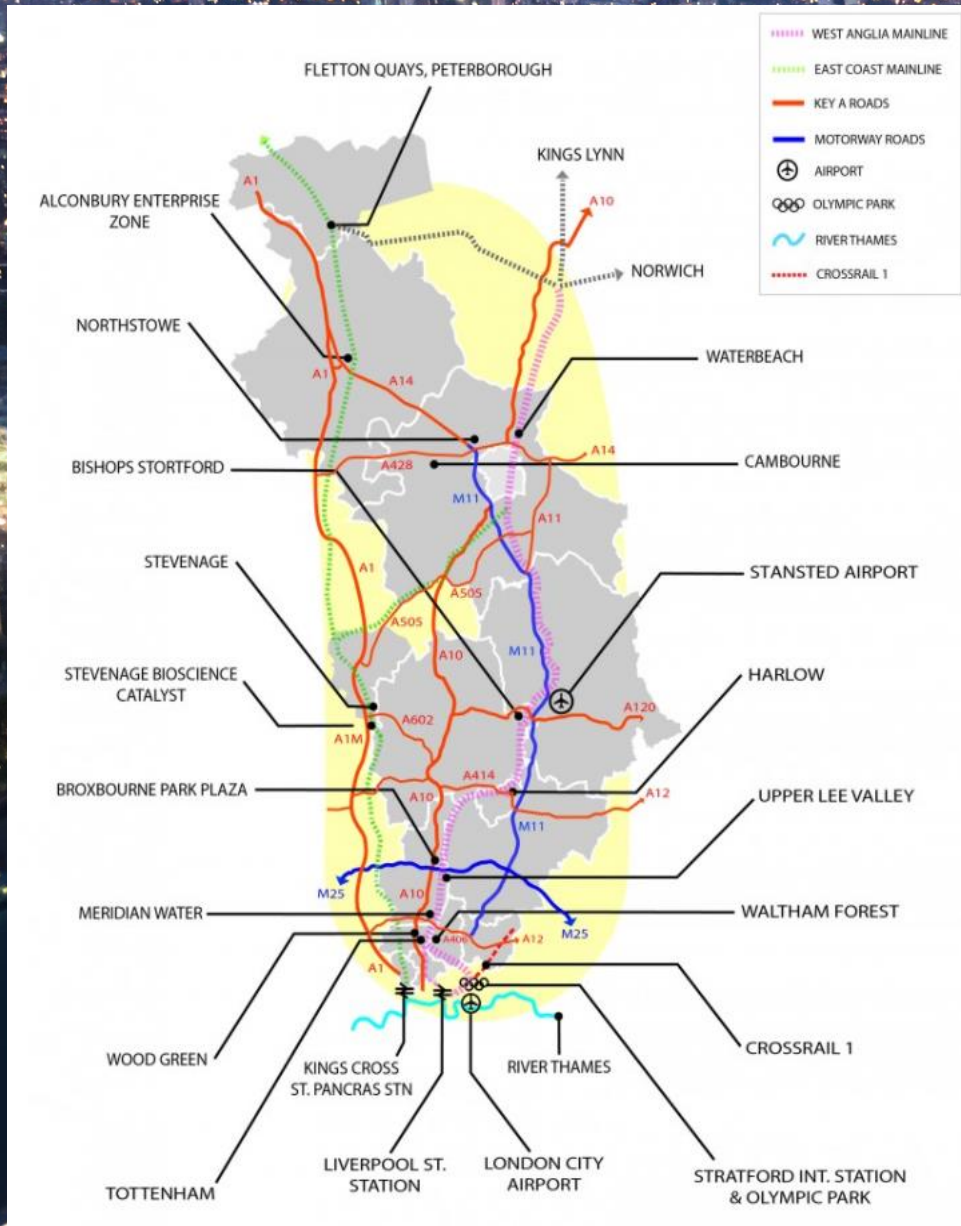 WEST ANGLIA MAINLINE
EAST COAST MAINLINE
KEY A ROADS
MOTORWAY ROADS
AIRPORT
OLYMPIC PARK
RIVER THAMES
CROSSRAIL 1
FLETTON QUAYS, PETERBOROUGH
KINGS LYNN
A1
A10
ALCONBURY ENTERPRISE
ZONE
NORWICH
NORTHSTOWE
WATERBEACH
A1
A14
BISHOPS STORTFORD
A428
A14
CAMBOURNE
M11
A11
STEVENAGE
A1
A505
STANSTED AIRPORT
A505
A10
M11
STEVENAGE BIOSCIENCE
CATALYST
HARLOW
A602
A120
A1M
A414
BROXBOURNE PARK PLAZA
A10
A12
UPPER LEE VALLEY
M11
M25
A10
MERIDIAN WATER
WALTHAM FOREST
A406
A12
M25
A1
WOOD GREEN
KINGS CROSS
ST. PANCRAS STN
RIVER THAMES
CROSSRAIL 1
TOTTENHAM
LIVERPOOL ST.
STATION
LONDON CITY
AIRPORT
STRATFORD INT. STATION
& OLYMPIC PARK